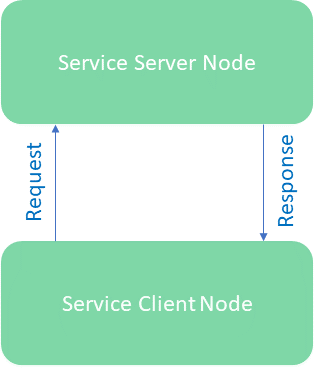 Service Server Node
Request
Response
Service Client Node